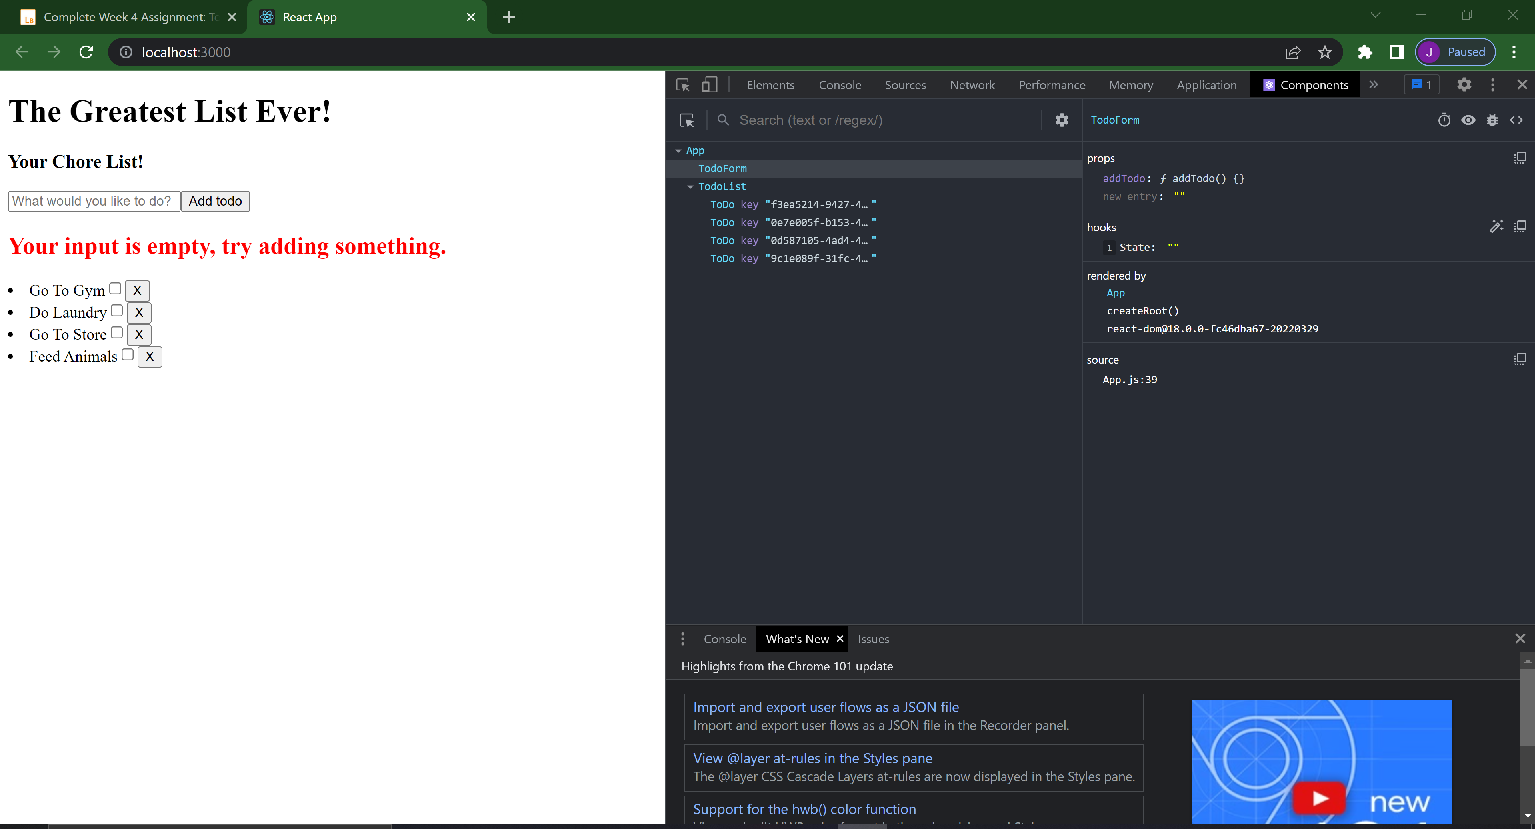 Complete Week 4 Assignment: To
React App
localhost:3000
J Paused
The Greatest List Ever!
Your Chore List!
What would you like to do? Add todo
Your input is empty, try adding something.
Go To Gym X
Do Laundry X
Go To Store X
Feed Animals X
Elements Console Sources Network Performance Memory Application Components 1
Search (text or /regex/)
App
TodoForm
TodoList
ToDo key "f3ea5214-9427-4…"
ToDo key "0e7e005f-b153-4…"
ToDo key "0d587105-4ad4-4…"
ToDo key "9c1e089f-31fc-4…"
TodoForm
props
addTodo: ƒ addTodo() {}
new entry: ""
hooks
1 State: ""
rendered by
App
createRoot()
react-dom@18.0.0-fc46dba67-20220329
source
App.js:39
Console What's New Issues
Highlights from the Chrome 101 update
Import and export user flows as a JSON file
Import and export user flows as a JSON file in the Recorder panel.
View @layer at-rules in the Styles pane
The @layer CSS Cascade Layers at-rules are now displayed in the Styles pane.
Support for the hwb() color function
new